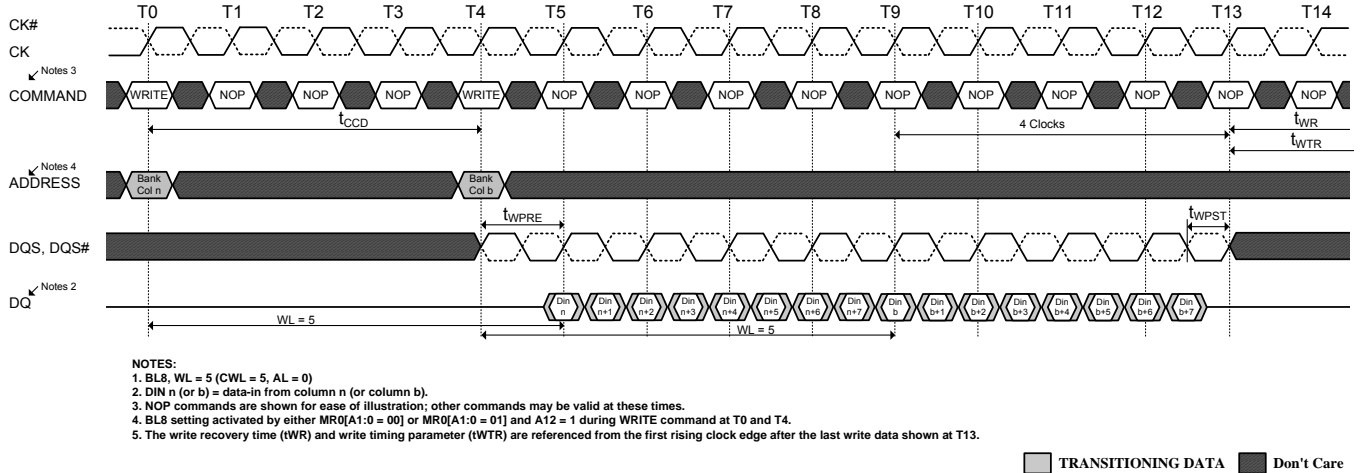 T0 T1 T2 T3 T4 T5 T6 T7 T8 T9 T10 T11 T12 T13 T14
CK#
CK
Notes 3
COMMAND WRITE NOP NOP NOP WRITE NOP NOP NOP NOP NOP NOP NOP NOP NOP NOP
tCCD 4 Clocks tWR
tWTR
Notes 4
ADDRESS Bank Col n Bank Col b
tWPRE tWPST
DQS, DQS#
Notes 2
DQ Din n Din n+1 Din n+2 Din n+3 Din n+4 Din n+5 Din n+6 Din n+7 Din b Din b+1 Din b+2 Din b+3 Din b+4 Din b+5 Din b+6 Din b+7
WL = 5 WL = 5
NOTES:
1. BL8, WL = 5 (CWL = 5, AL = 0)
2. DIN n (or b) = data-in from column n (or column b).
3. NOP commands are shown for ease of illustration; other commands may be valid at these times.
4. BL8 setting activated by either MR0[A1:0 = 00] or MR0[A1:0 = 01] and A12 = 1 during WRITE command at T0 and T4.
5. The write recovery time (tWR) and write timing parameter (tWTR) are referenced from the first rising clock edge after the last write data shown at T13.
TRANSITIONING DATA Don't Care